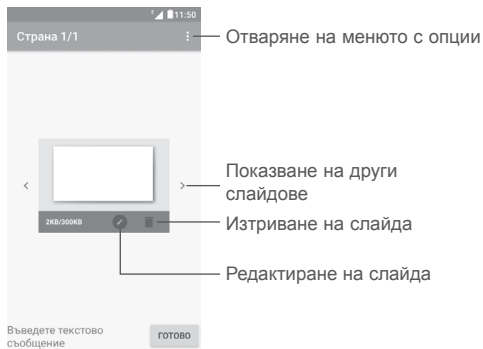 11:50
Страна 1/1
Отваряне на менюто с опции
Показване на други
слайдове
2KB/300KB
Изтриване на слайда
Редактиране на слайда
Въведете текстово
съобщение
ГОТОВО